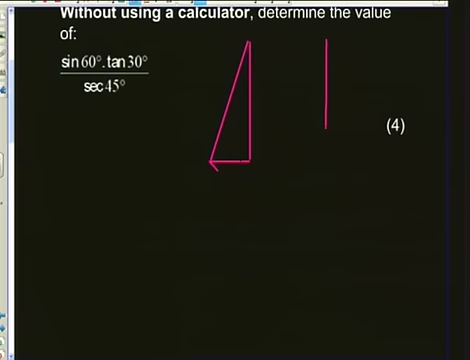 Without using a calculator, determine the value
of:
sin 60°. tan 30°
sec 45°
(4)